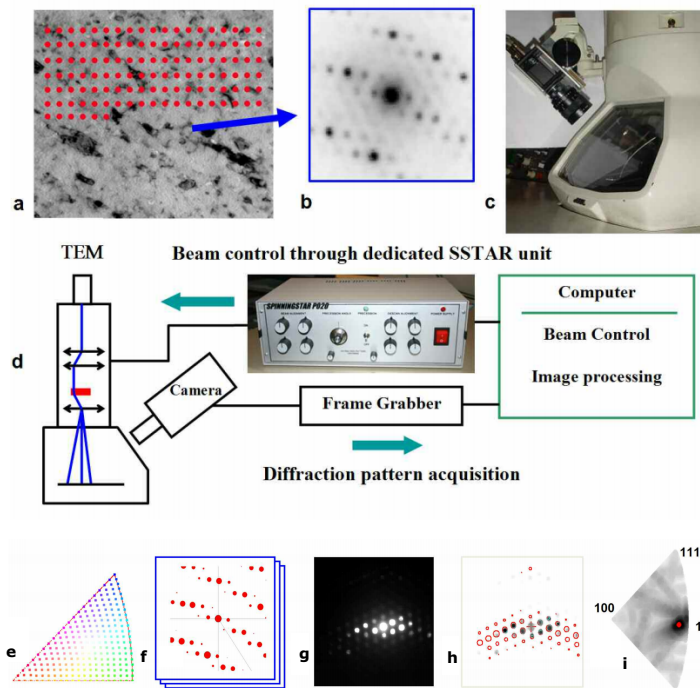 a
b
c
TEM
Beam control through dedicated SSTAR unit
SPINNINGSTAR P020
Computer
Beam Control
Image processing
d
Camera
Frame Grabber
Diffraction pattern acquisition
e
f
g
h
i
111
100
1